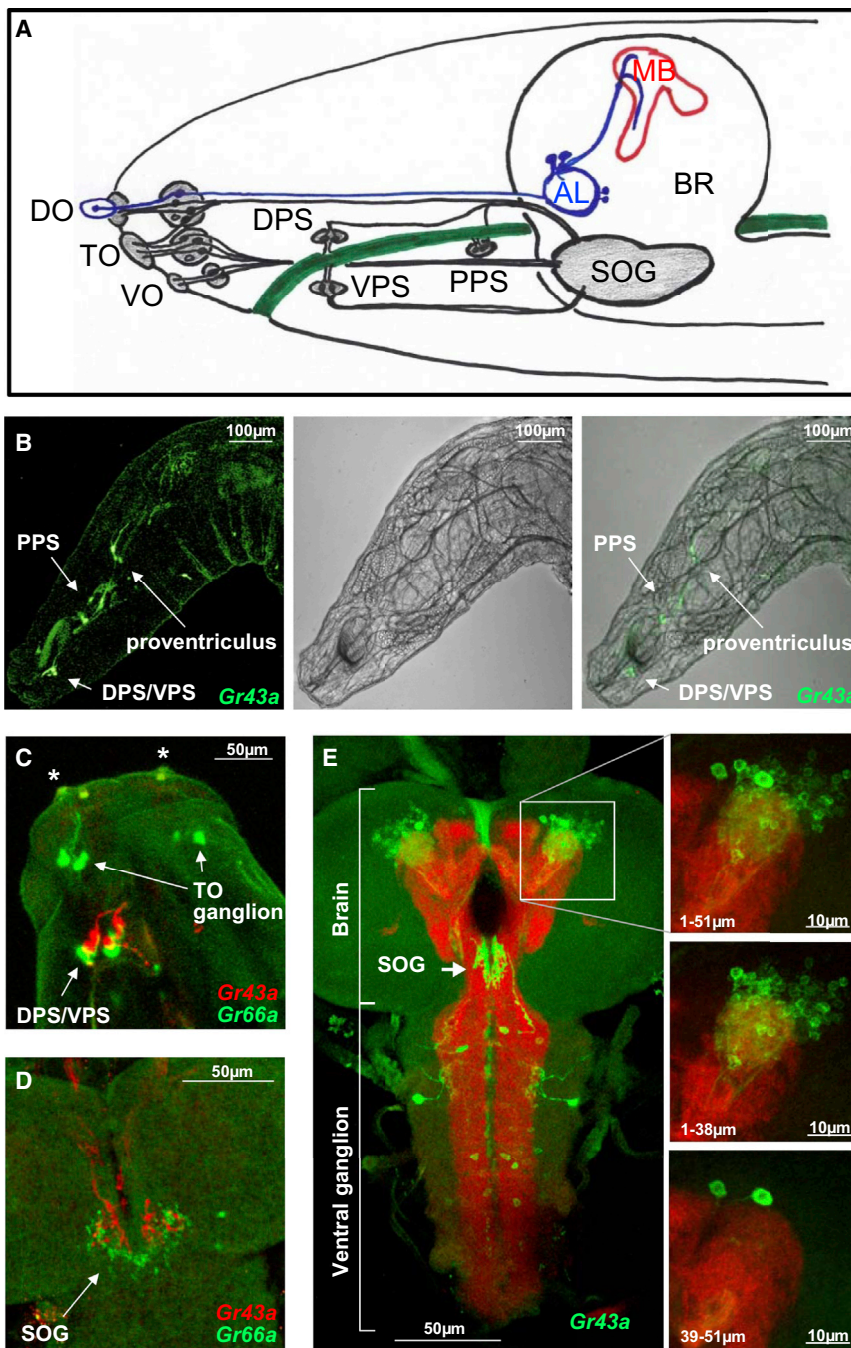 A
MB
AL
BR
DO
DPS
TO
VO
VPS
PPS
SOG
B
100µm
PPS
proventriculus
DPS/VPS
Gr43a
100µm
100µm
PPS
proventriculus
DPS/VPS
Gr43a
C
*
*
50µm
TO
ganglion
DPS/VPS
Gr43a
Gr66a
D
50µm
SOG
Gr43a
Gr66a
E
Brain
SOG
Ventral ganglion
50µm
Gr43a
1-51µm
10µm
1-38µm
10µm
39-51µm
10µm